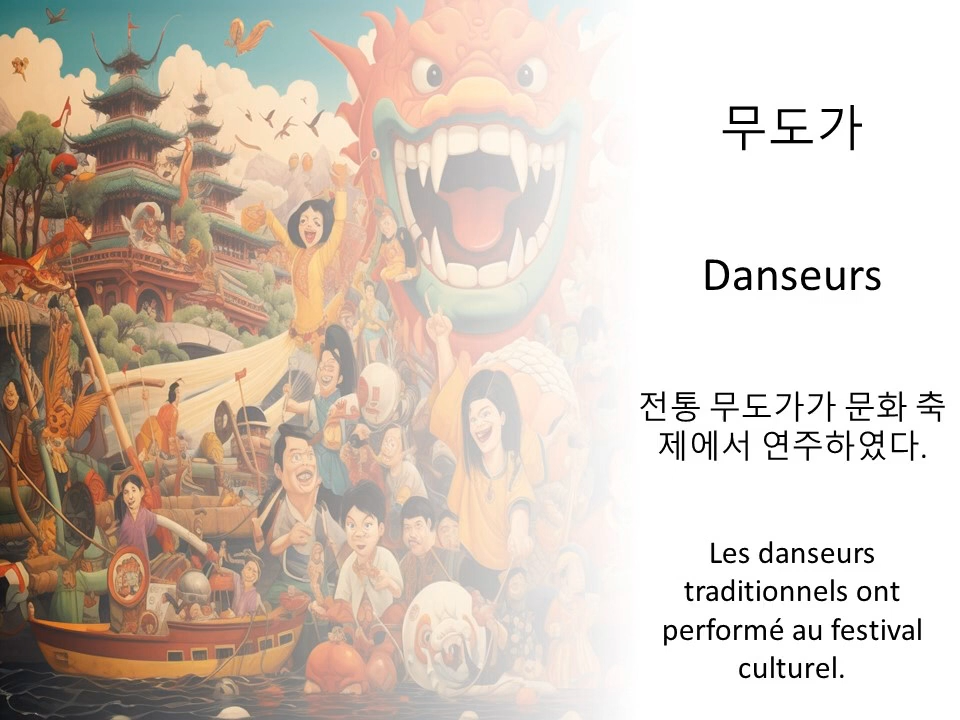 무도가
Danseurs
전통 무도가가 문화 축
제에서 연주하였다.
Les danseurs
traditionnels ont
performé au festival
culturel.